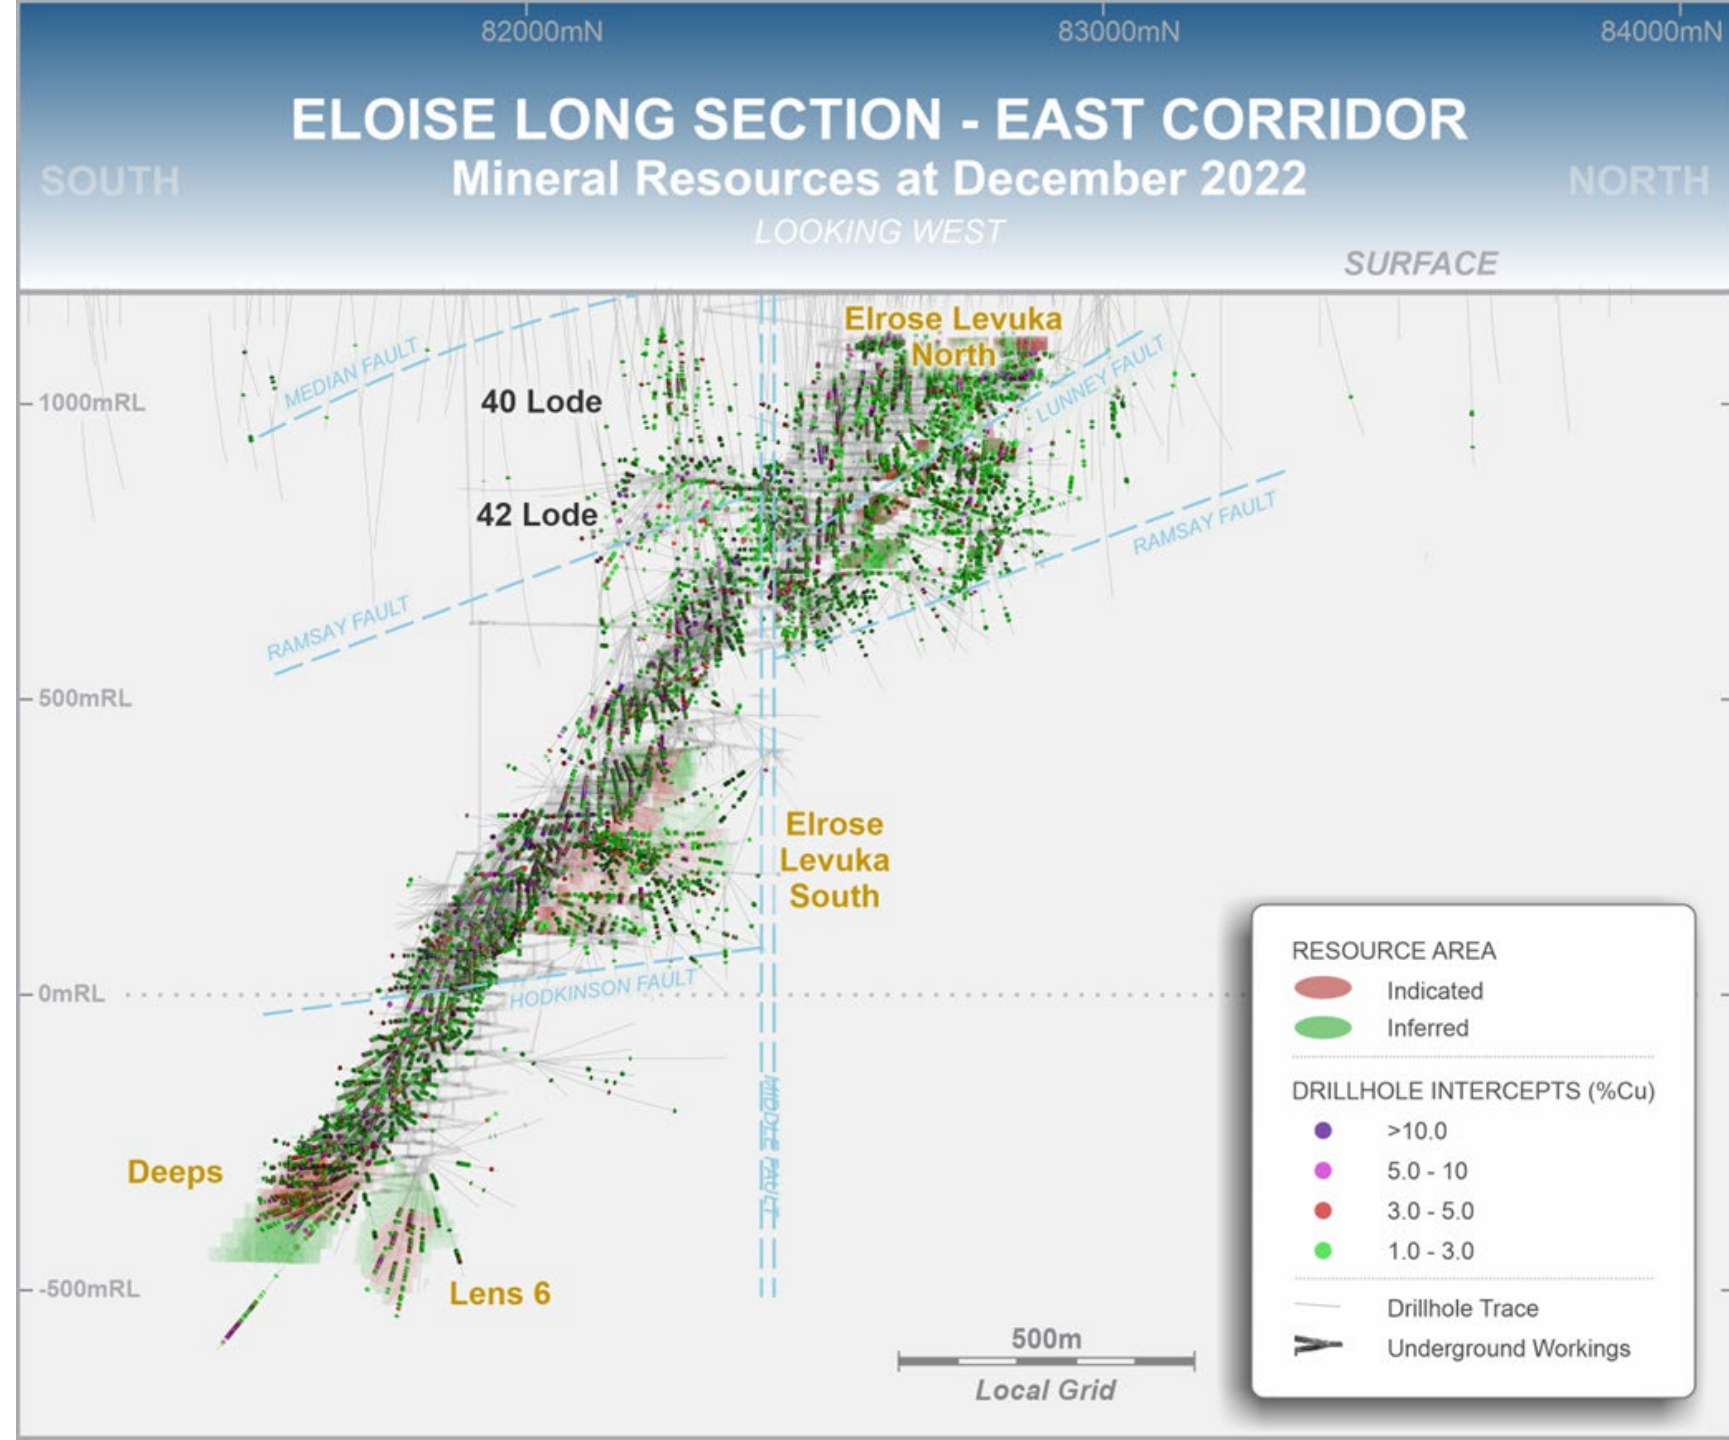 82000mN 83000mN 84000mN
ELOISE LONG SECTION - EAST CORRIDOR
SOUTH Mineral Resources at December 2022 NORTH
LOOKING WEST
SURFACE
Elrose Levuka
North
MEDIAN FAULT
LUNNEY FAULT
40 Lode
1000mRL
42 Lode
RAMSAY FAULT
RAMSAY FAULT
500mRL
Elrose
Levuka
South
HODKINSON FAULT
0mRL
MIDDLE FAULT
Deeps
-500mRL
Lens 6
500m
Local Grid
RESOURCE AREA
Indicated
Inferred
DRILLHOLE INTERCEPTS (%Cu)
>10.0
5.0 - 10
3.0 - 5.0
1.0 - 3.0
Drillhole Trace
Underground Workings